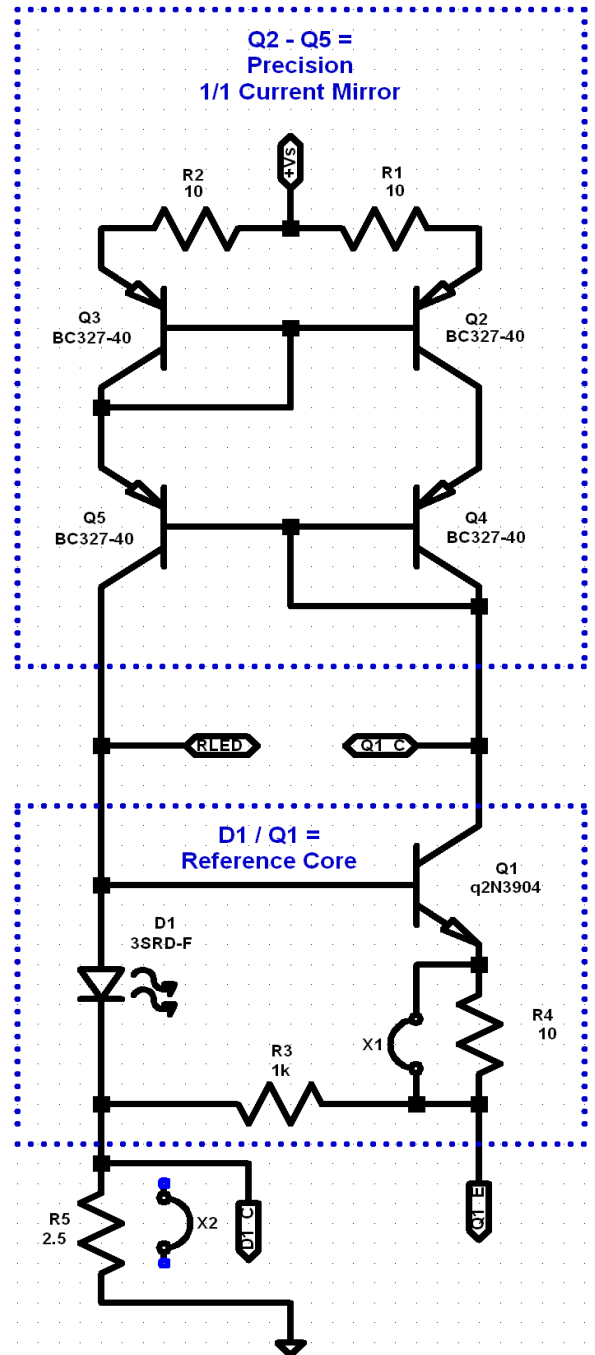 Q2 - Q5 =
Precision
1/1 Current Mirror
+Vs
R2
10
R1
10
Q3
BC327-40
Q2
BC327-40
Q5
BC327-40
Q4
BC327-40
RLED
Q1_C
D1 / Q1 =
Reference Core
Q1
q2N3904
D1
3SRD-F
R4
10
X1
R3
1k
R5
2.5
X2
D1_C
Q1_E